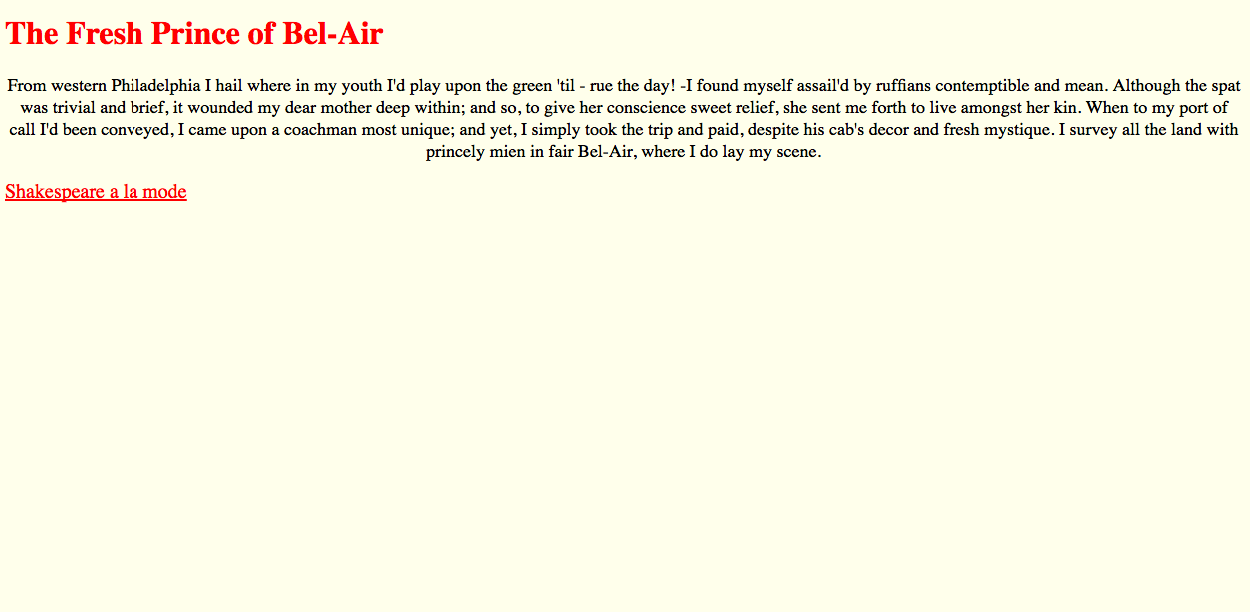 The Fresh Prince of Bel-Air
From western Philadelphia I hail where in my youth I'd play upon the green 'til - rue the day! -I found myself assail'd by ruffians contemptible and mean. Although the spat
was trivial and brief, it wounded my dear mother deep within; and so, to give her conscience sweet relief, she sent me forth to live amongst her kin. When to my port of
call I'd been conveyed, I came upon a coachman most unique; and yet, I simply took the trip and paid, despite his cab's decor and fresh mystique. I survey all the land with
princely mien in fair Bel-Air, where I do lay my scene.
Shakespeare a la mode